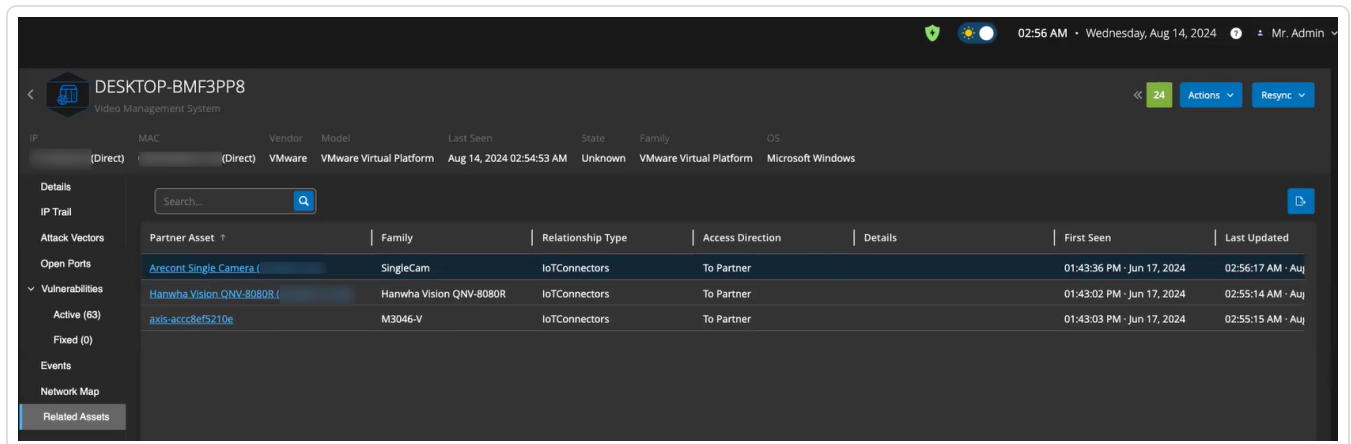 02:56 AM · Wednesday, Aug 14, 2024 ? Mr. Admin
DESKTOP-BMF3PP8
Video Management System
24 Actions Resync
IP MAC Vendor Model Last Seen State Family OS
(Direct) (Direct) VMware VMware Virtual Platform Aug 14, 2024 02:54:53 AM Unknown VMware Virtual Platform Microsoft Windows
Details
Search...
IP Trail
Attack Vectors
Open Ports
Vulnerabilities
Active (63)
Fixed (0)
Events
Network Map
Related Assets
Partner Asset ↑ Family Relationship Type Access Direction Details First Seen Last Updated
Arecont Single Camera ( SingleCam IoTConnectors To Partner 01:43:36 PM · Jun 17, 2024 02:56:17 AM · Aug
Hanwha Vision QNV-8080R ( Hanwha Vision QNV-8080R IoTConnectors To Partner 01:43:02 PM · Jun 17, 2024 02:55:14 AM · Aug
axis-accc8ef5210e M3046-V IoTConnectors To Partner 01:43:03 PM · Jun 17, 2024 02:55:15 AM · Aug